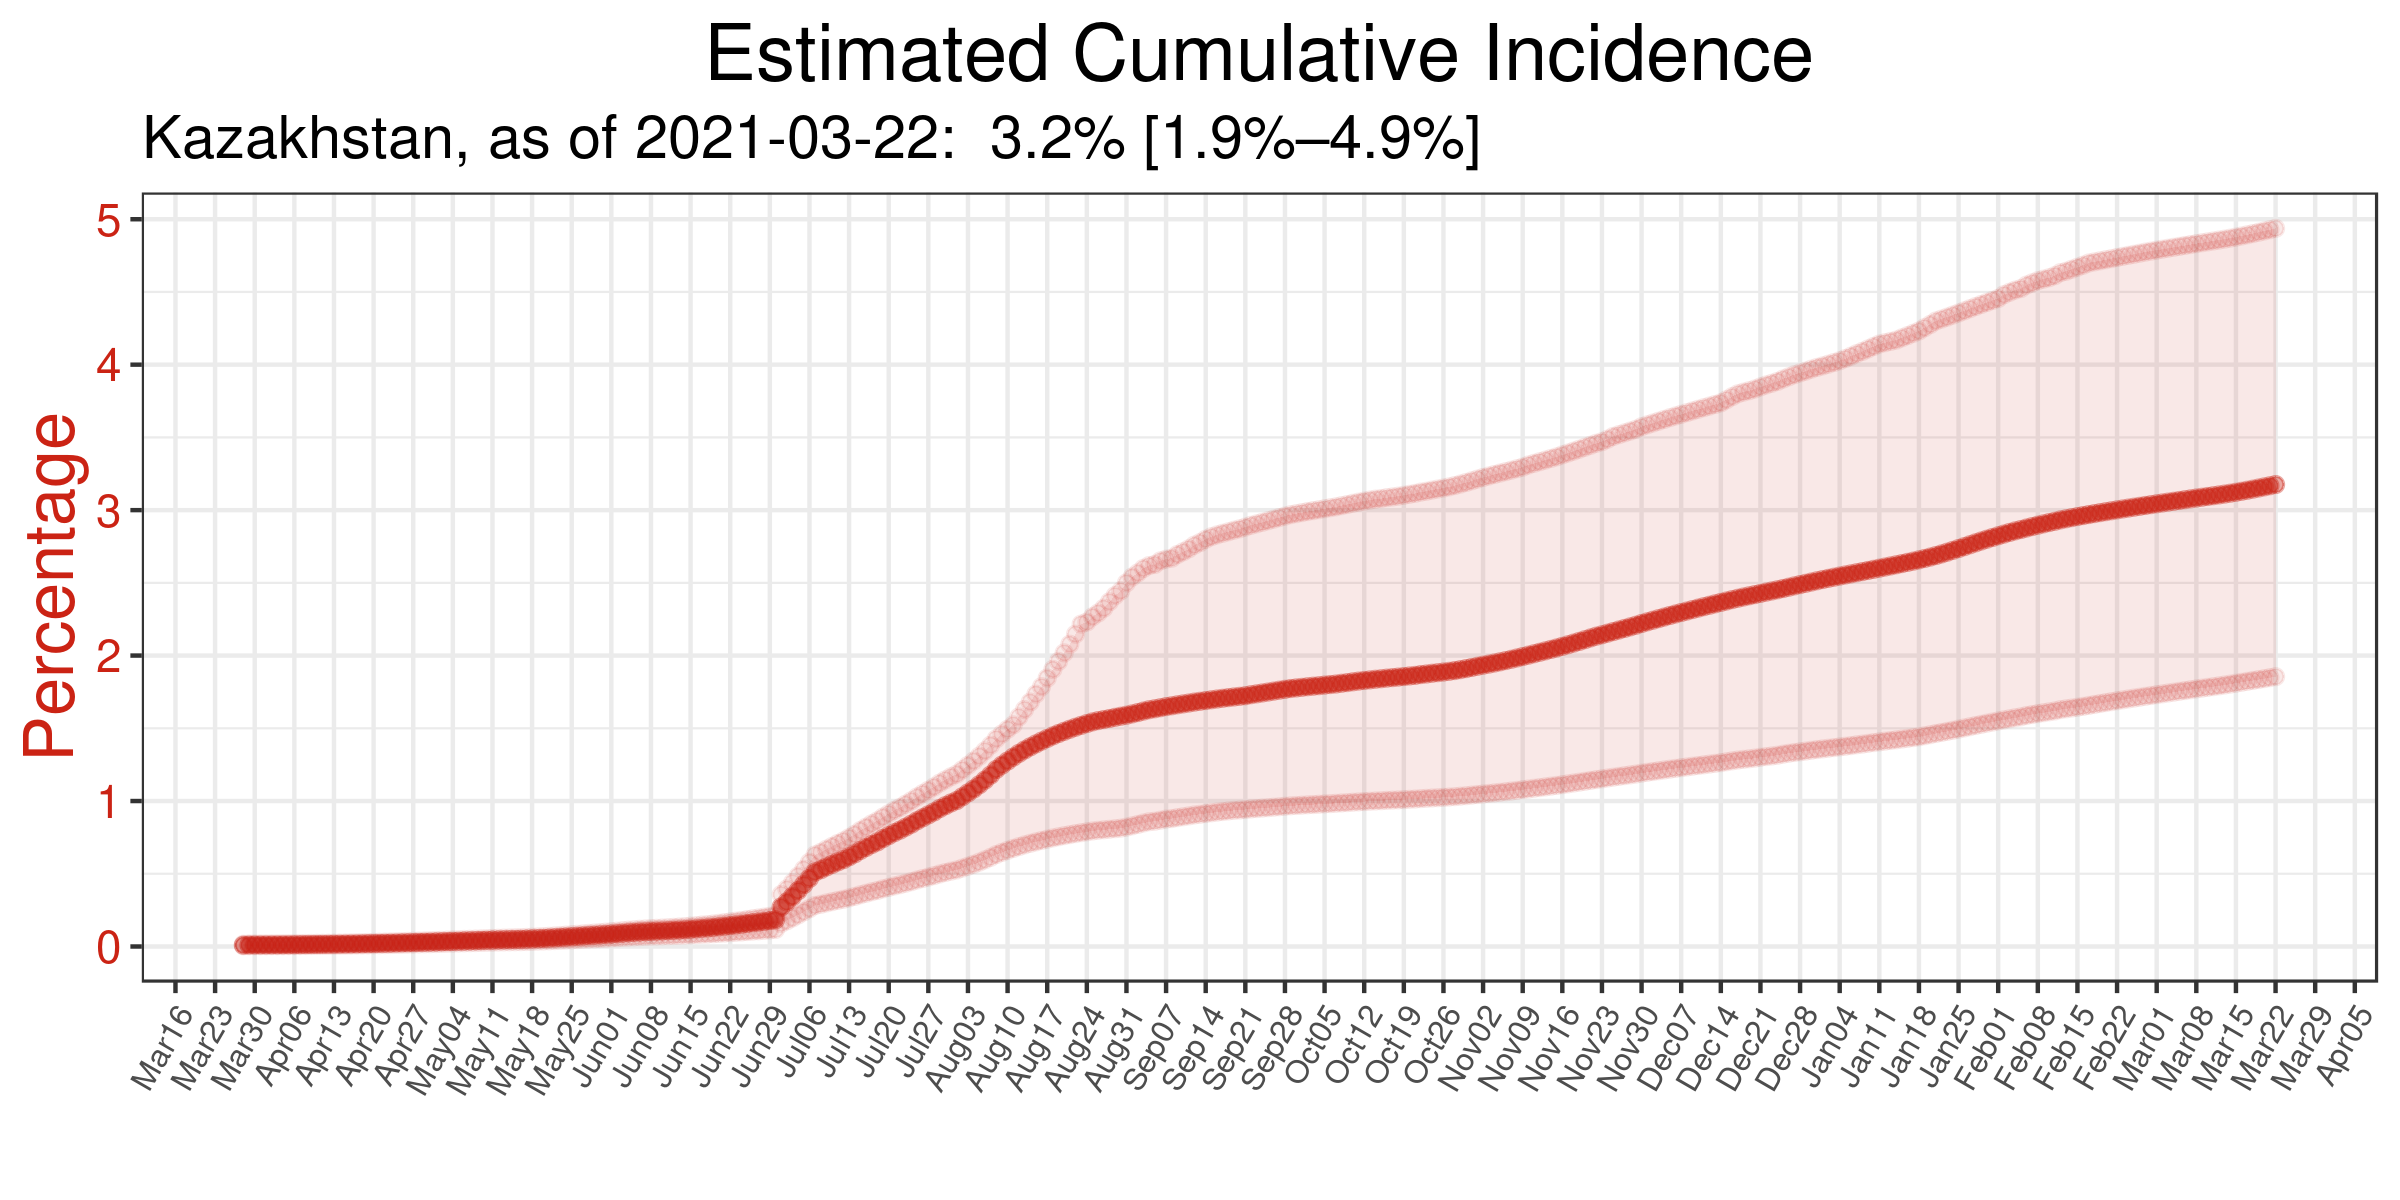 Estimated Cumulative Incidence
Kazakhstan, as of 2021-03-22:  3.2% [1.9%–4.9%]
Percentage
5
4
3
2
1
0
Mar16
Mar23
Mar30
Apr06
Apr13
Apr20
Apr27
May04
May11
May18
May25
Jun01
Jun08
Jun15
Jun22
Jun29
Jul06
Jul13
Jul20
Jul27
Aug03
Aug10
Aug17
Aug24
Aug31
Sep07
Sep14
Sep21
Sep28
Oct05
Oct12
Oct19
Oct26
Nov02
Nov09
Nov16
Nov23
Nov30
Dec07
Dec14
Dec21
Dec28
Jan04
Jan11
Jan18
Jan25
Feb01
Feb08
Feb15
Feb22
Mar01
Mar08
Mar15
Mar22
Mar29
Apr05